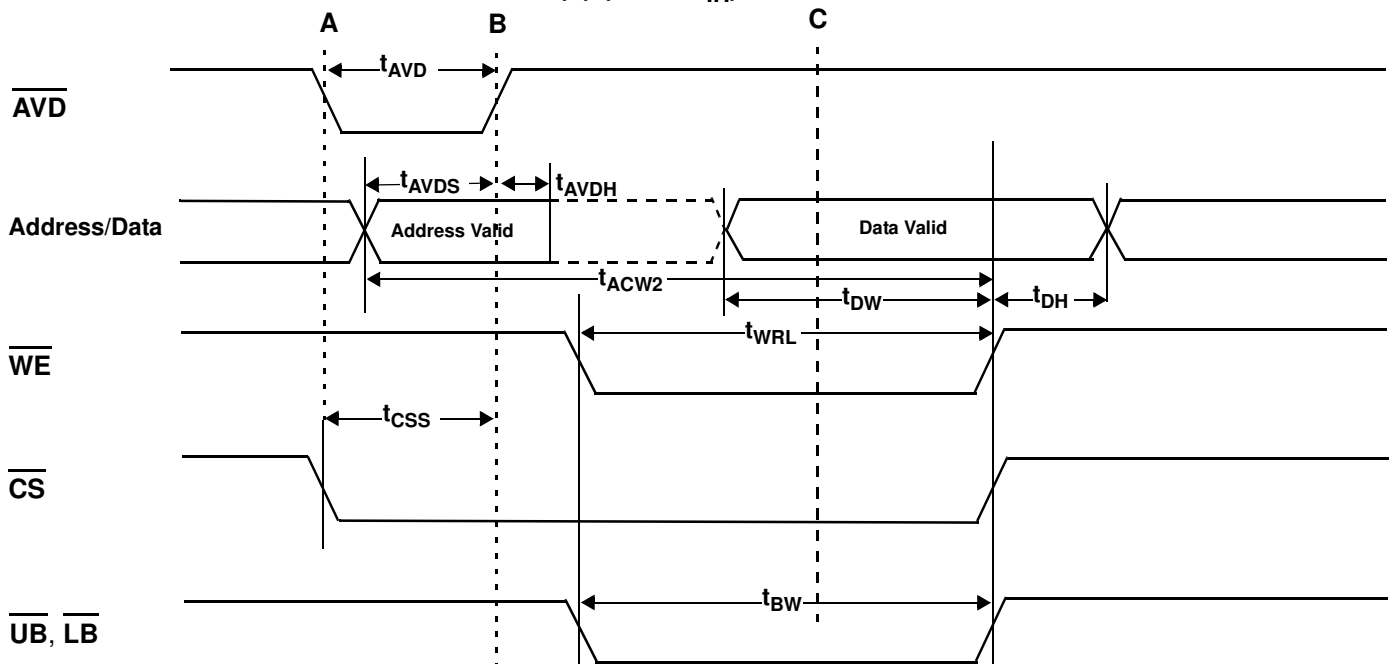 A
B
C
tAVD
AVD
tAVDS
tAVDH
Address/Data
Address Valid
Data Valid
tACW2
tDW
tDH
tWRL
WE
tCSS
CS
tBW
UB, LB